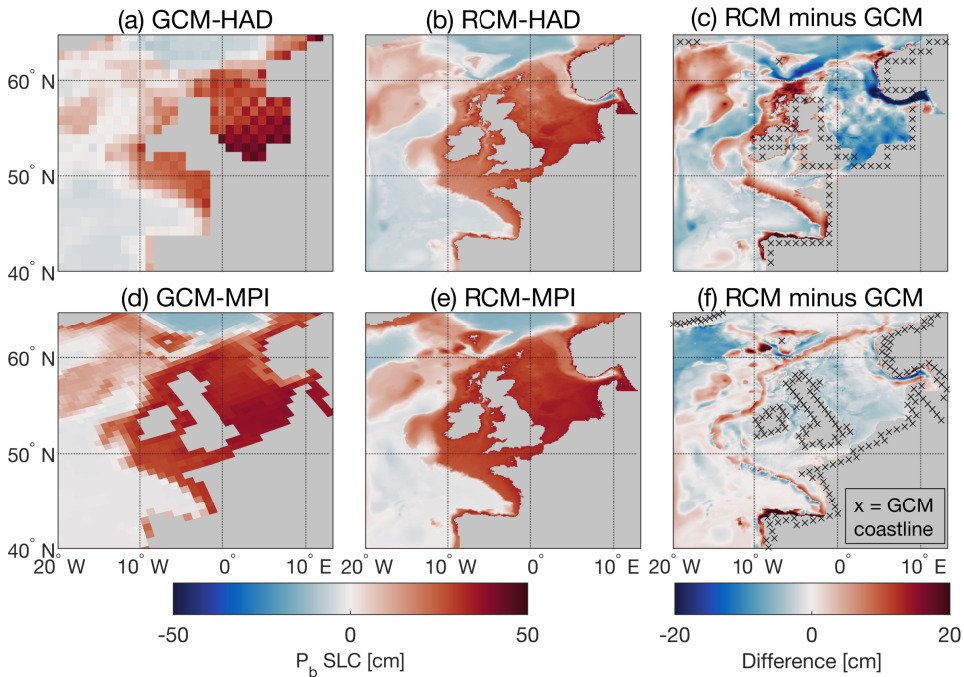 (a) GCM-HAD
(b) RCM-HAD
(c) RCM minus GCM
60° N
50° N
40° N
(d) GCM-MPI
(e) RCM-MPI
(f) RCM minus GCM
60° N
50° N
40° N
x = GCM
coastline
20° W
10° W
0°
10° E
20° W
10° W
0°
10° E
20° W
10° W
0°
10° E
-50
0
50
P_b SLC [cm]
-20
0
20
Difference [cm]